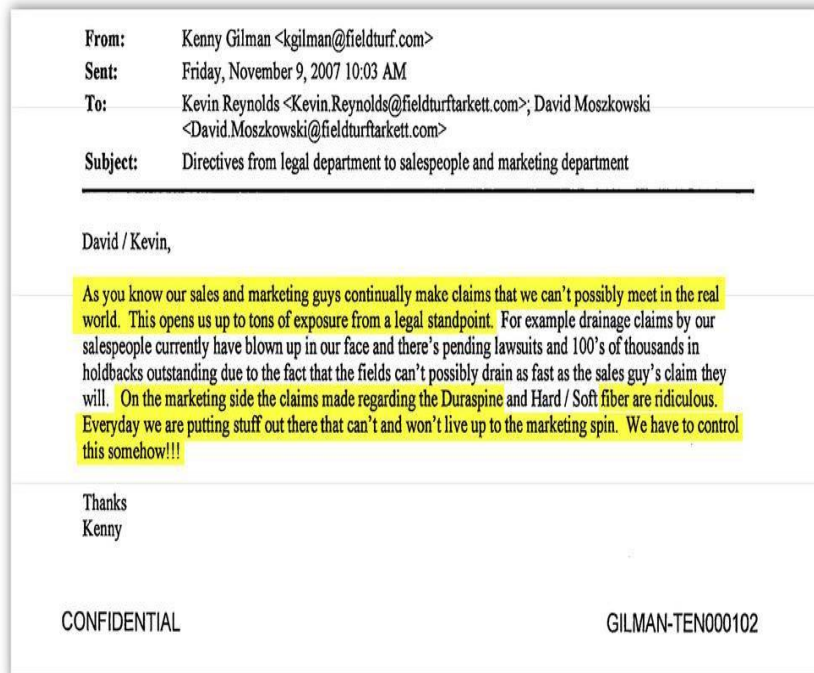 From: Kenny Gilman <kgilman@fieldturf.com>
Sent: Friday, November 9, 2007 10:03 AM
To: Kevin Reynolds <Kevin.Reynolds@fieldturftarkett.com>; David Moszkowski
<David.Moszkowski@fieldturftarkett.com>
Subject: Directives from legal department to salespeople and marketing department
David / Kevin,
As you know our sales and marketing guys continually make claims that we can't possibly meet in the real
world. This opens us up to tons of exposure from a legal standpoint. For example drainage claims by our
salespeople currently have blown up in our face and there's pending lawsuits and 100's of thousands in
holdbacks outstanding due to the fact that the fields can't possibly drain as fast as the sales guy's claim they
will. On the marketing side the claims made regarding the Duraspine and Hard / Soft fiber are ridiculous.
Everyday we are putting stuff out there that can't and won't live up to the marketing spin. We have to control
this somehow!!!
Thanks
Kenny
CONFIDENTIAL GILMAN-TEN000102